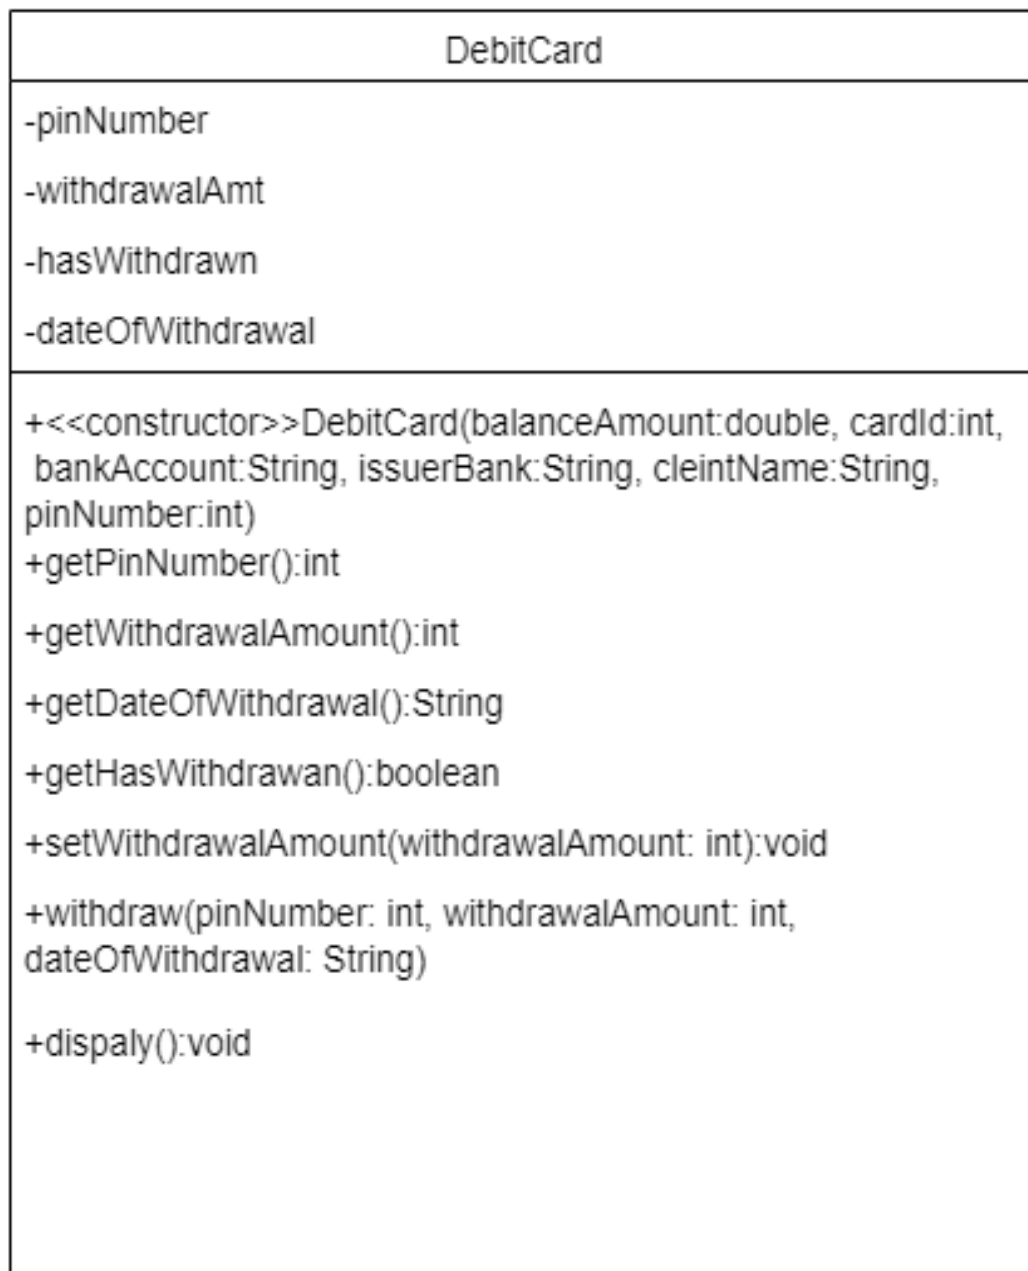 DebitCard
-pinNumber
-withdrawalAmt
-hasWithdrawn
-dateOfWithdrawal
+<<constructor>>DebitCard(balanceAmount:double, cardId:int,
bankAccount:String, issuerBank:String, cleintName:String,
pinNumber:int)
+getPinNumber():int
+getWithdrawalAmount():int
+getDateOfWithdrawal():String
+getHasWithdrawan():boolean
+setWithdrawalAmount(withdrawalAmount: int):void
+withdraw(pinNumber: int, withdrawalAmount: int,
dateOfWithdrawal: String)
+dispaly():void